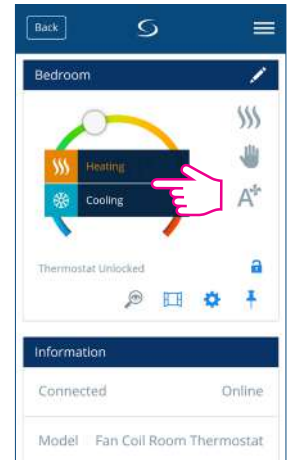 Back
Bedroom
Heating
Cooling
A
Thermostat Unlocked
Information
Connected Online
Model Fan Coil Room Thermostat